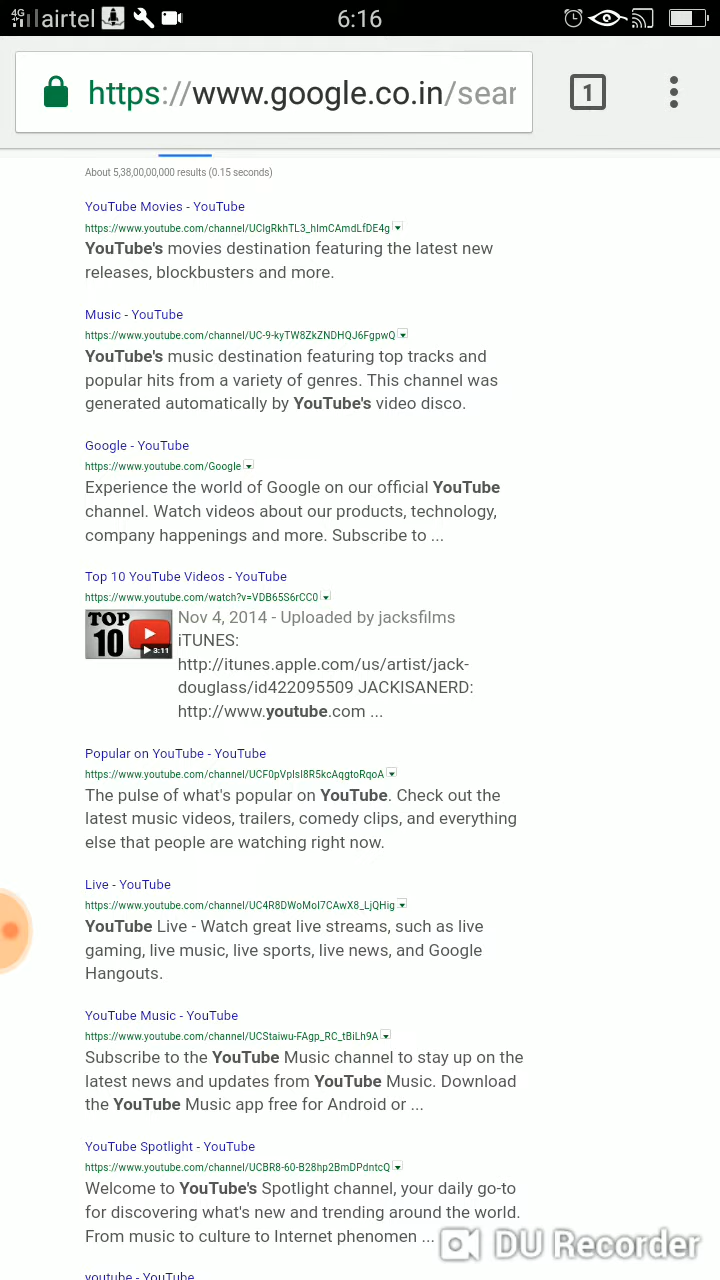 4G airtel 6:16
https://www.google.co.in/sear
1
About 5,38,00,00,000 results (0.15 seconds)
YouTube Movies - YouTube
https://www.youtube.com/channel/UClgRkhTL3_hImCAmdLfDE4g
YouTube's movies destination featuring the latest new
releases, blockbusters and more.
Music - YouTube
https://www.youtube.com/channel/UC-9-kyTW8ZkZNDHQJ6FgpwQ
YouTube's music destination featuring top tracks and
popular hits from a variety of genres. This channel was
generated automatically by YouTube's video disco.
Google - YouTube
https://www.youtube.com/Google
Experience the world of Google on our official YouTube
channel. Watch videos about our products, technology,
company happenings and more. Subscribe to ...
Top 10 YouTube Videos - YouTube
https://www.youtube.com/watch?v=VDB65S6rCC0
TOP
10
3:11
Nov 4, 2014 - Uploaded by jacksfilms
iTUNES:
http://itunes.apple.com/us/artist/jack-
douglass/id422095509 JACKISANERD:
http://www.youtube.com ...
Popular on YouTube - YouTube
https://www.youtube.com/channel/UCF0pVplsI8R5kcAqgtoRqoA
The pulse of what's popular on YouTube. Check out the
latest music videos, trailers, comedy clips, and everything
else that people are watching right now.
Live - YouTube
https://www.youtube.com/channel/UC4R8DWoMoI7CAwX8_LjQHig
YouTube Live - Watch great live streams, such as live
gaming, live music, live sports, live news, and Google
Hangouts.
YouTube Music - YouTube
https://www.youtube.com/channel/UCStaiwu-FAgp_RC_tBiLh9A
Subscribe to the YouTube Music channel to stay up on the
latest news and updates from YouTube Music. Download
the YouTube Music app free for Android or ...
YouTube Spotlight - YouTube
https://www.youtube.com/channel/UCBR8-60-B28hp2BmDPdntcQ
Welcome to YouTube's Spotlight channel, your daily go-to
for discovering what's new and trending around the world.
From music to culture to Internet phenomen ...
DU Recorder
youtube - YouTube